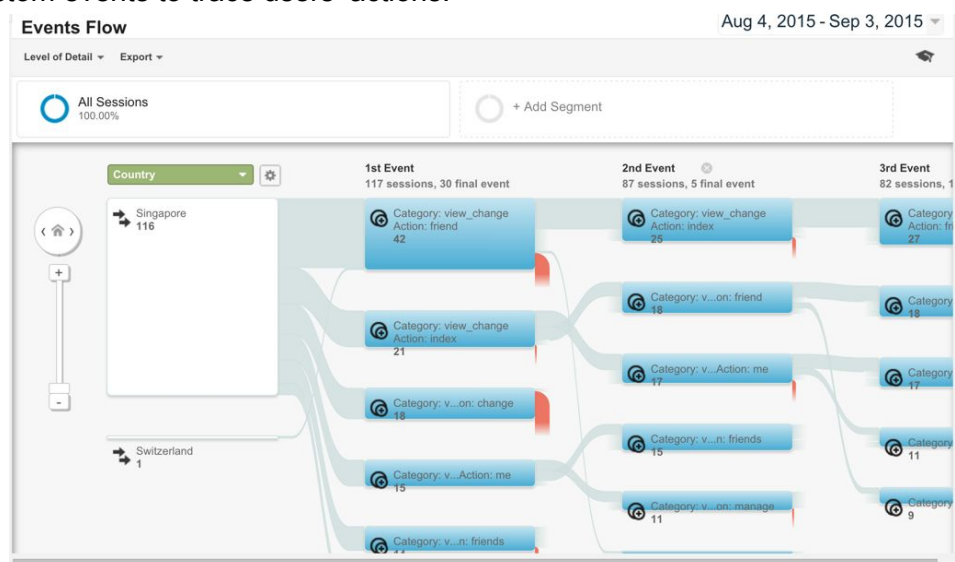 Events Flow
Aug 4, 2015 - Sep 3, 2015
Level of Detail
Export
All Sessions
100.00%
+ Add Segment
Country
1st Event
117 sessions, 30 final event
2nd Event
87 sessions, 5 final event
3rd Event
82 sessions, 1
Singapore
116
Switzerland
1
Category: view_change
Action: friend
42
Category: view_change
Action: index
21
Category: v...on: change
18
Category: v...Action: me
15
Category: v...n: friends
Category: view_change
Action: index
25
Category: v...on: friend
18
Category: v...Action: me
17
Category: v...n: friends
15
Category: v...on: manage
11
Category
Action: fri
27
Category
18
Category
17
Category
11
Category
9
+
-